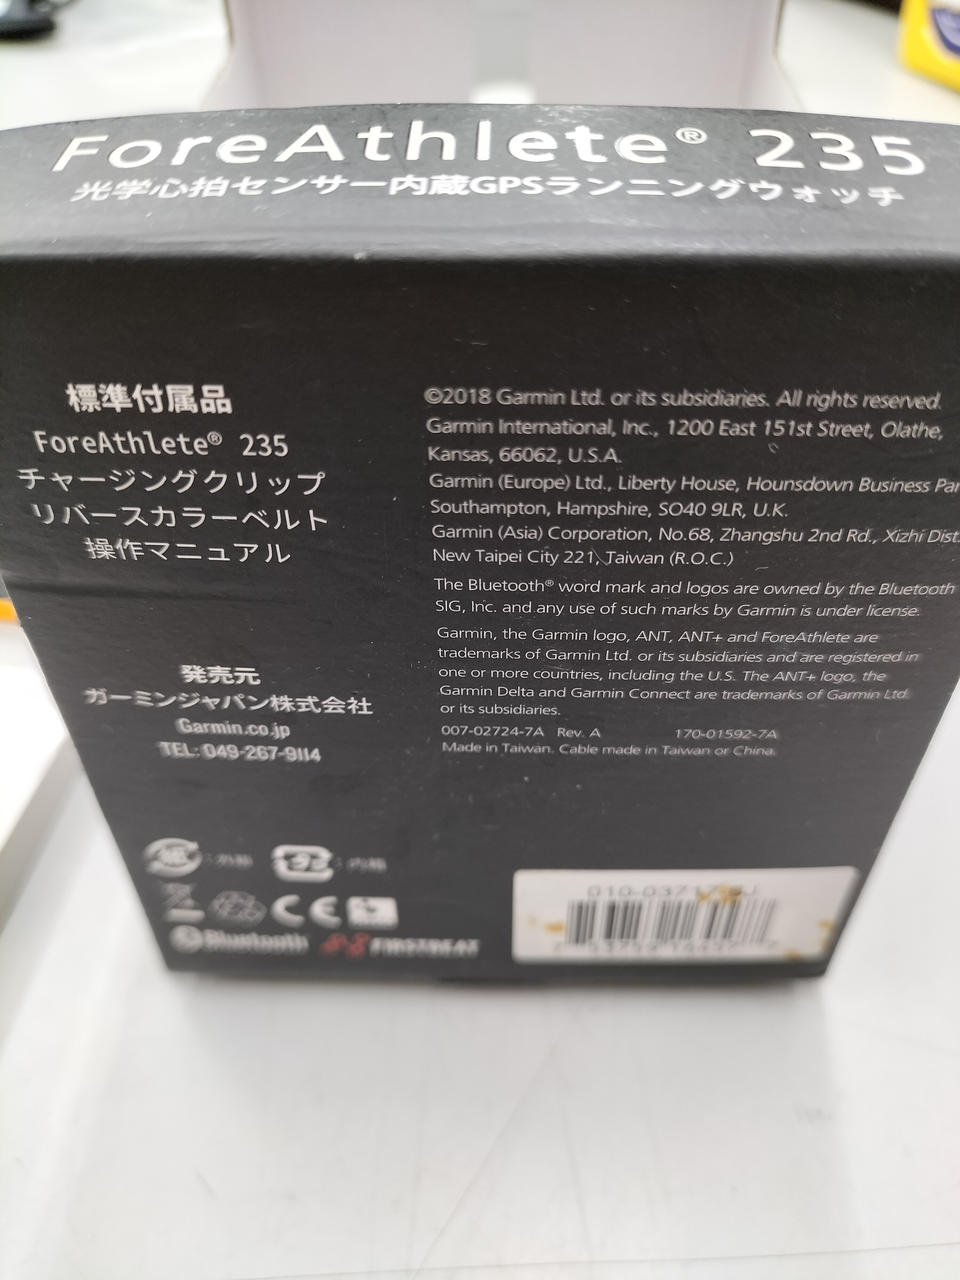 ForeAthlete® 235
光学心拍センサー内蔵GPSランニングウォッチ
標準付属品
ForeAthlete® 235
チャージングクリップ
リバースカラーベルト
操作マニュアル
発売元
ガーミンジャパン株式会社
Garmin.co.jp
TEL: 049-267-9114
©2018 Garmin Ltd. or its subsidiaries. All rights reserved.
Garmin International, Inc., 1200 East 151st Street, Olathe,
Kansas, 66062, U.S.A.
Garmin (Europe) Ltd., Liberty House, Hounsdown Business
Southampton, Hampshire, SO40 9LR, U.K.
Garmin (Asia) Corporation, No.68, Zhangshu 2nd Rd., Xizhi Dist.
New Taipei City 221, Taiwan (R.O.C.)
The Bluetooth® word mark and logos are owned by the Bluetooth
SIG, Inc. and any use of such marks by Garmin is under license.
Garmin, the Garmin logo, ANT, ANT+ and ForeAthlete are
trademarks of Garmin Ltd. or its subsidiaries and are registered in
one or more countries, including the U.S. The ANT+ logo, the
Garmin Delta and Garmin Connect are trademarks of Garmin Ltd.
or its subsidiaries.
007-02724-7A Rev. A 170-01592-7A
Made in Taiwan. Cable made in Taiwan or China.
紙 : 外箱
プラ : 内箱
CE
Bluetooth FIRSTBEAT